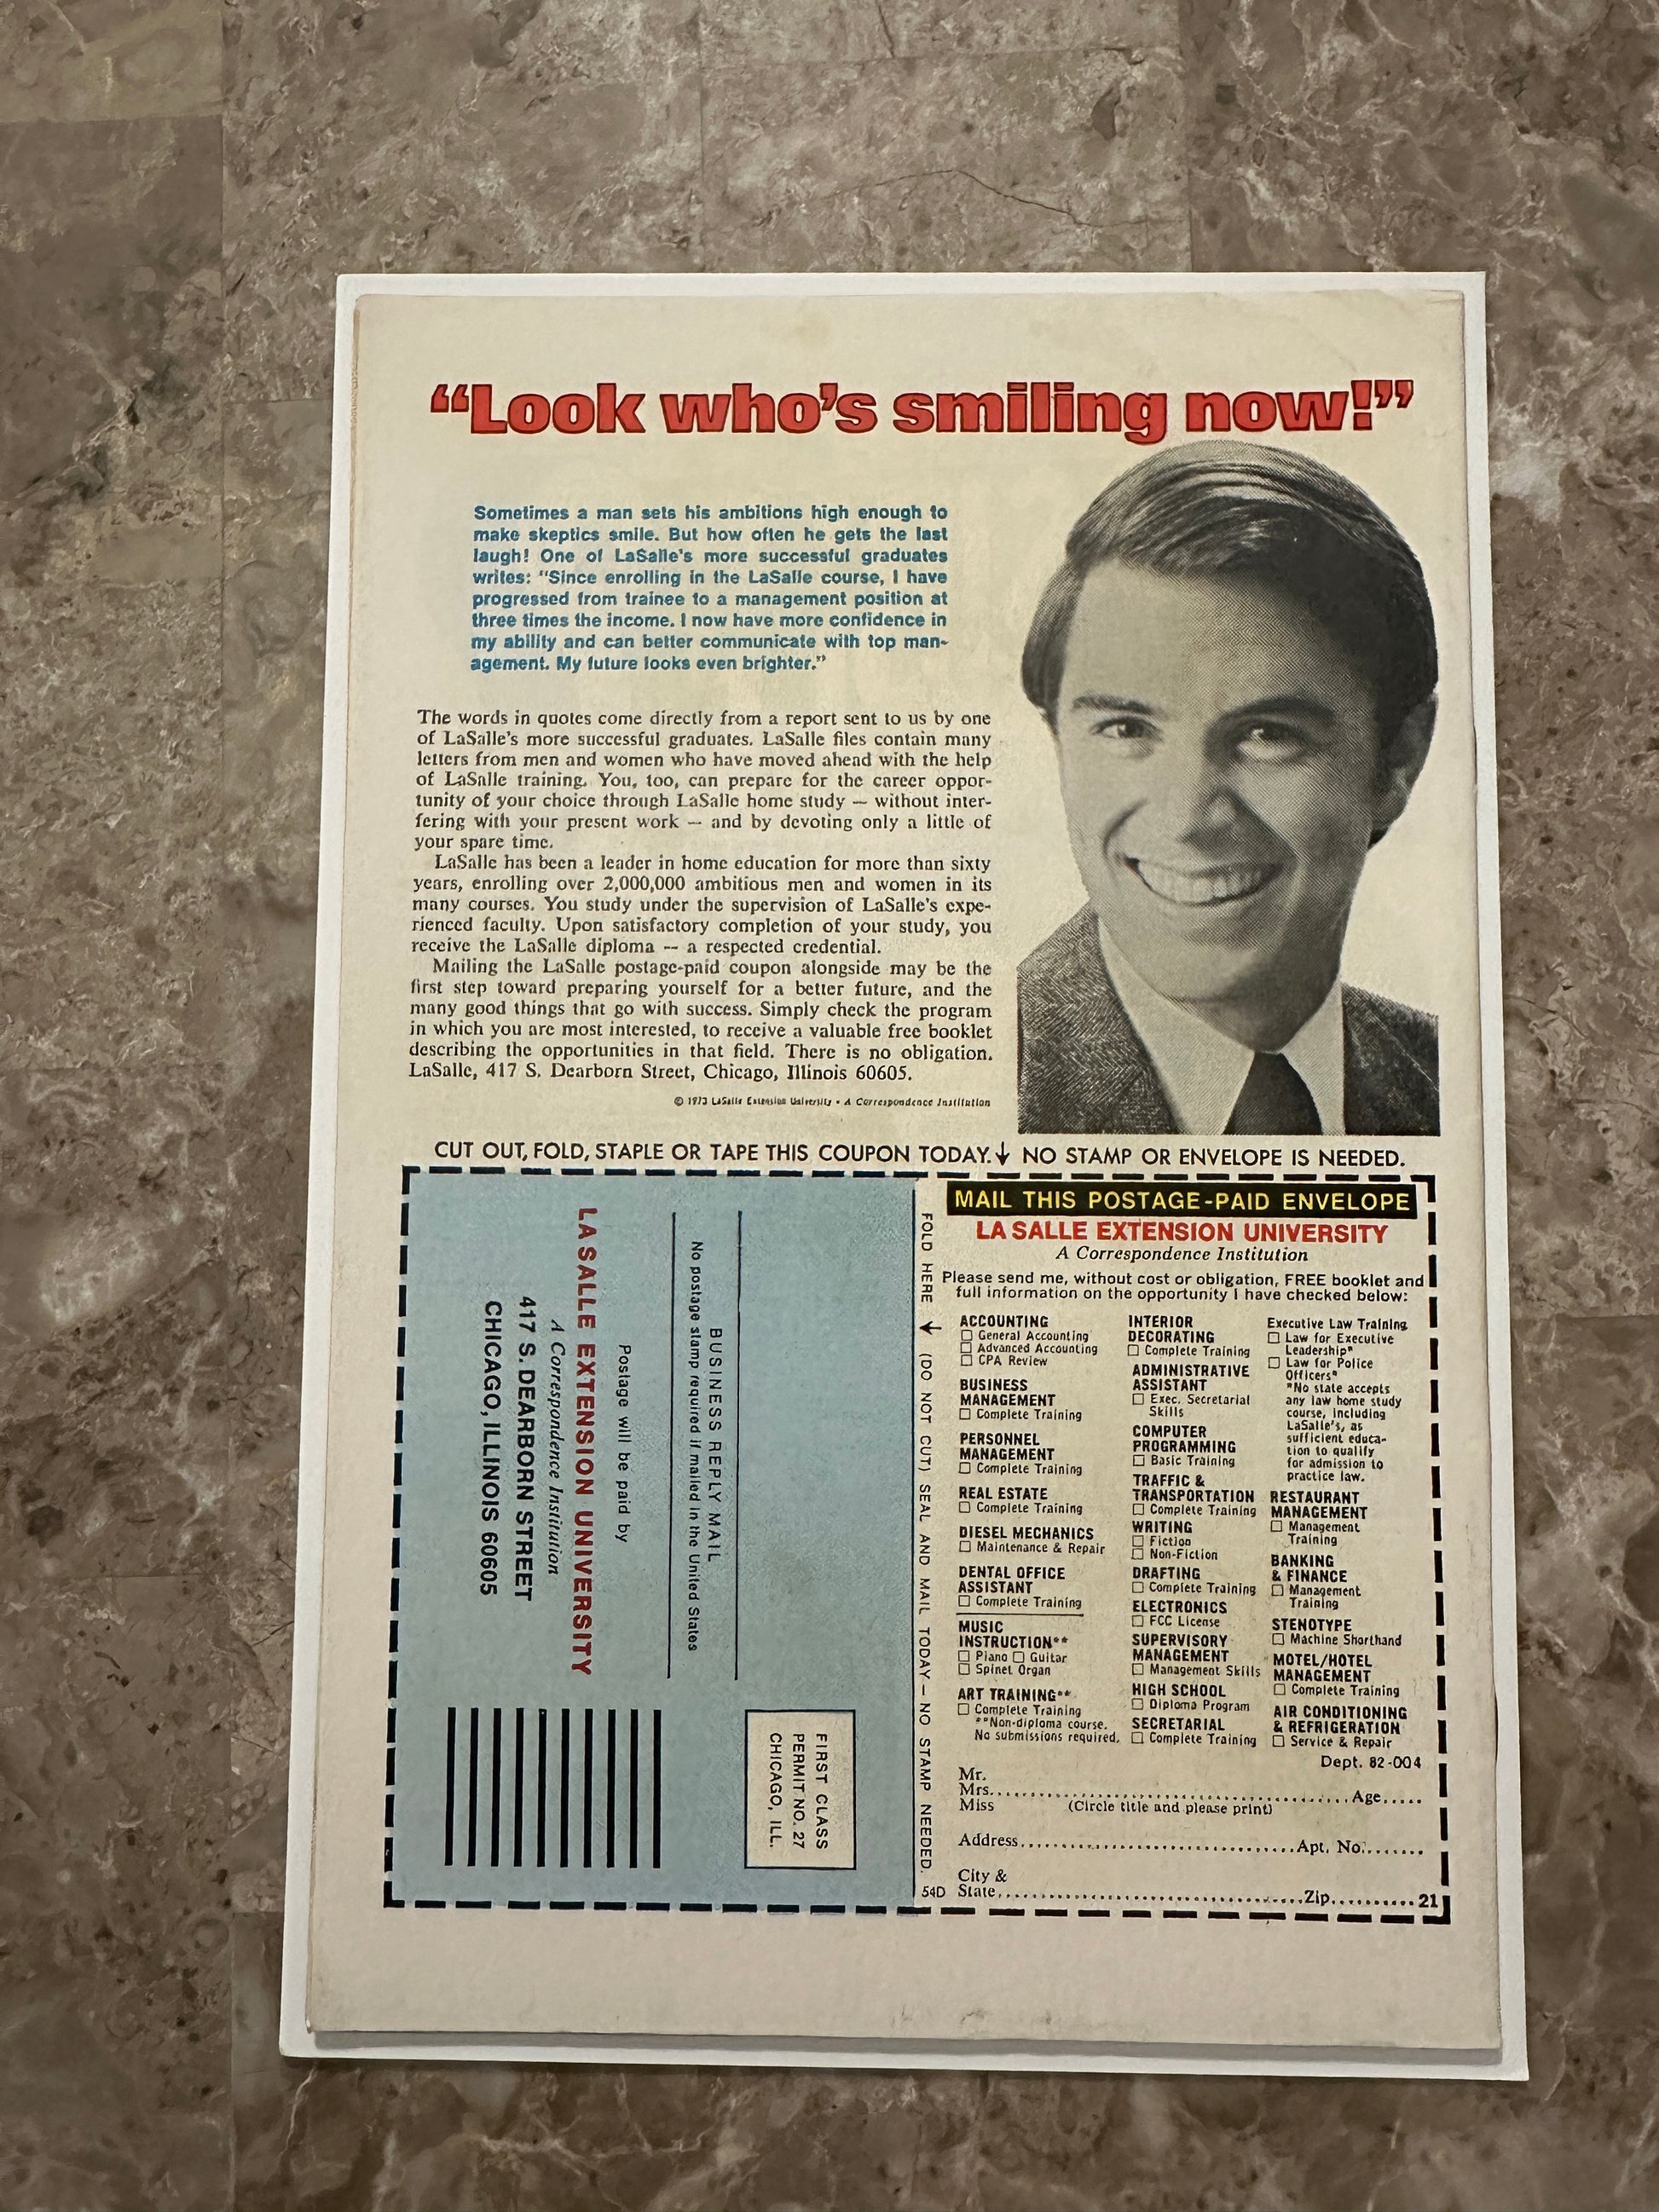 “Look who’s smiling now!”
Sometimes a man sets his ambitions high enough to
make skeptics smile. But how often he gets the last
laugh! One of LaSalle's more successful graduates
writes: "Since enrolling in the LaSalle course, I have
progressed from trainee to a management position at
three times the income. I now have more confidence in
my ability and can better communicate with top man-
agement. My future looks even brighter."
The words in quotes come directly from a report sent to us by one
of LaSalle's more successful graduates. LaSalle files contain many
letters from men and women who have moved ahead with the help
of LaSalle training. You, too, can prepare for the career oppor-
tunity of your choice through LaSalle home study — without inter-
fering with your present work — and by devoting only a little of
your spare time.
LaSalle has been a leader in home education for more than sixty
years, enrolling over 2,000,000 ambitious men and women in its
many courses. You study under the supervision of LaSalle's expe-
rienced faculty. Upon satisfactory completion of your study, you
receive the LaSalle diploma — a respected credential.
Mailing the LaSalle postage-paid coupon alongside may be the
first step toward preparing yourself for a better future, and the
many good things that go with success. Simply check the program
in which you are most interested, to receive a valuable free booklet
describing the opportunities in that field. There is no obligation.
LaSalle, 417 S. Dearborn Street, Chicago, Illinois 60605.
© 1973 LaSalle Extension University • A Correspondence Institution
CUT OUT, FOLD, STAPLE OR TAPE THIS COUPON TODAY. ↓ NO STAMP OR ENVELOPE IS NEEDED.
FIRST CLASS
PERMIT NO. 27
CHICAGO, ILL.
BUSINESS REPLY MAIL
No postage stamp required if mailed in the United States
Postage will be paid by
LA SALLE EXTENSION UNIVERSITY
A Correspondence Institution
417 S. DEARBORN STREET
CHICAGO, ILLINOIS 60605
FOLD HERE ↓ (DO NOT CUT) SEAL AND MAIL TODAY — NO STAMP NEEDED.
54D
MAIL THIS POSTAGE-PAID ENVELOPE
LA SALLE EXTENSION UNIVERSITY
A Correspondence Institution
Please send me, without cost or obligation, FREE booklet and
full information on the opportunity I have checked below:
ACCOUNTING
☐ General Accounting
☐ Advanced Accounting
☐ CPA Review
BUSINESS
MANAGEMENT
☐ Complete Training
PERSONNEL
MANAGEMENT
☐ Complete Training
REAL ESTATE
☐ Complete Training
DIESEL MECHANICS
☐ Maintenance & Repair
DENTAL OFFICE
ASSISTANT
☐ Complete Training
MUSIC
INSTRUCTION**
☐ Piano ☐ Guitar
☐ Spinet Organ
ART TRAINING**
☐ Complete Training
**Non-diploma course.
No submissions required.
INTERIOR
DECORATING
☐ Complete Training
ADMINISTRATIVE
ASSISTANT
☐ Exec. Secretarial
Skills
COMPUTER
PROGRAMMING
☐ Basic Training
TRAFFIC &
TRANSPORTATION
☐ Complete Training
WRITING
☐ Fiction
☐ Non-Fiction
DRAFTING
☐ Complete Training
ELECTRONICS
☐ FCC License
SUPERVISORY
MANAGEMENT
☐ Management Skills
HIGH SCHOOL
☐ Diploma Program
SECRETARIAL
☐ Complete Training
Executive Law Training
☐ Law for Executive
Leadership*
☐ Law for Police
Officers*
*No state accepts
any law home study
course, including
LaSalle's, as
sufficient educa-
tion to qualify
for admission to
practice law.
RESTAURANT
MANAGEMENT
☐ Management
Training
BANKING
& FINANCE
☐ Management
Training
STENOTYPE
☐ Machine Shorthand
MOTEL/HOTEL
MANAGEMENT
☐ Complete Training
AIR CONDITIONING
& REFRIGERATION
☐ Service & Repair
Dept. 82-004
Mr.
Mrs. Age
Miss (Circle title and please print)
Address Apt. No.
City &
State Zip 21